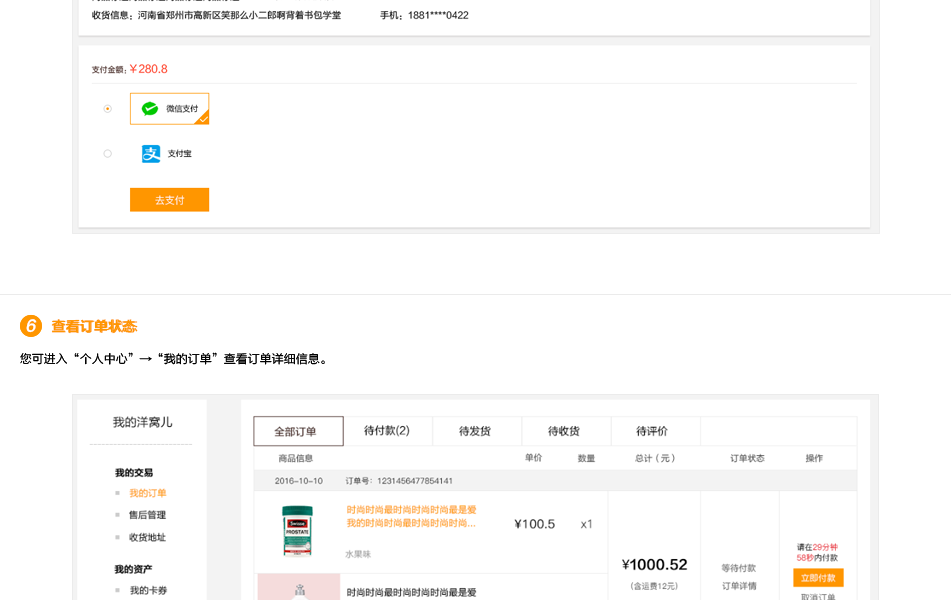 收货信息：河南省郑州市高新区笑那么小二郎啊背着书包学堂 手机：1881****0422
支付金额：¥280.8
微信支付
支付宝
去支付
6 查看订单状态
您可进入“个人中心”→“我的订单”查看订单详细信息。
我的洋窝儿
我的交易
我的订单
售后管理
收货地址
我的资产
我的卡券
全部订单 待付款(2) 待发货 待收货 待评价
商品信息 单价 数量 总计（元） 订单状态 操作
2016-10-10 订单号：1231456477854141
PROSTATE
时尚时尚最时尚时尚时尚最是爱
我的时尚时尚最时尚时尚时尚...
水果味
¥100.5 x1
¥1000.52
(含运费12元)
等待付款
订单详情
请在29分钟
58秒内付款
立即付款
取消订单
时尚时尚最时尚时尚时尚最是爱